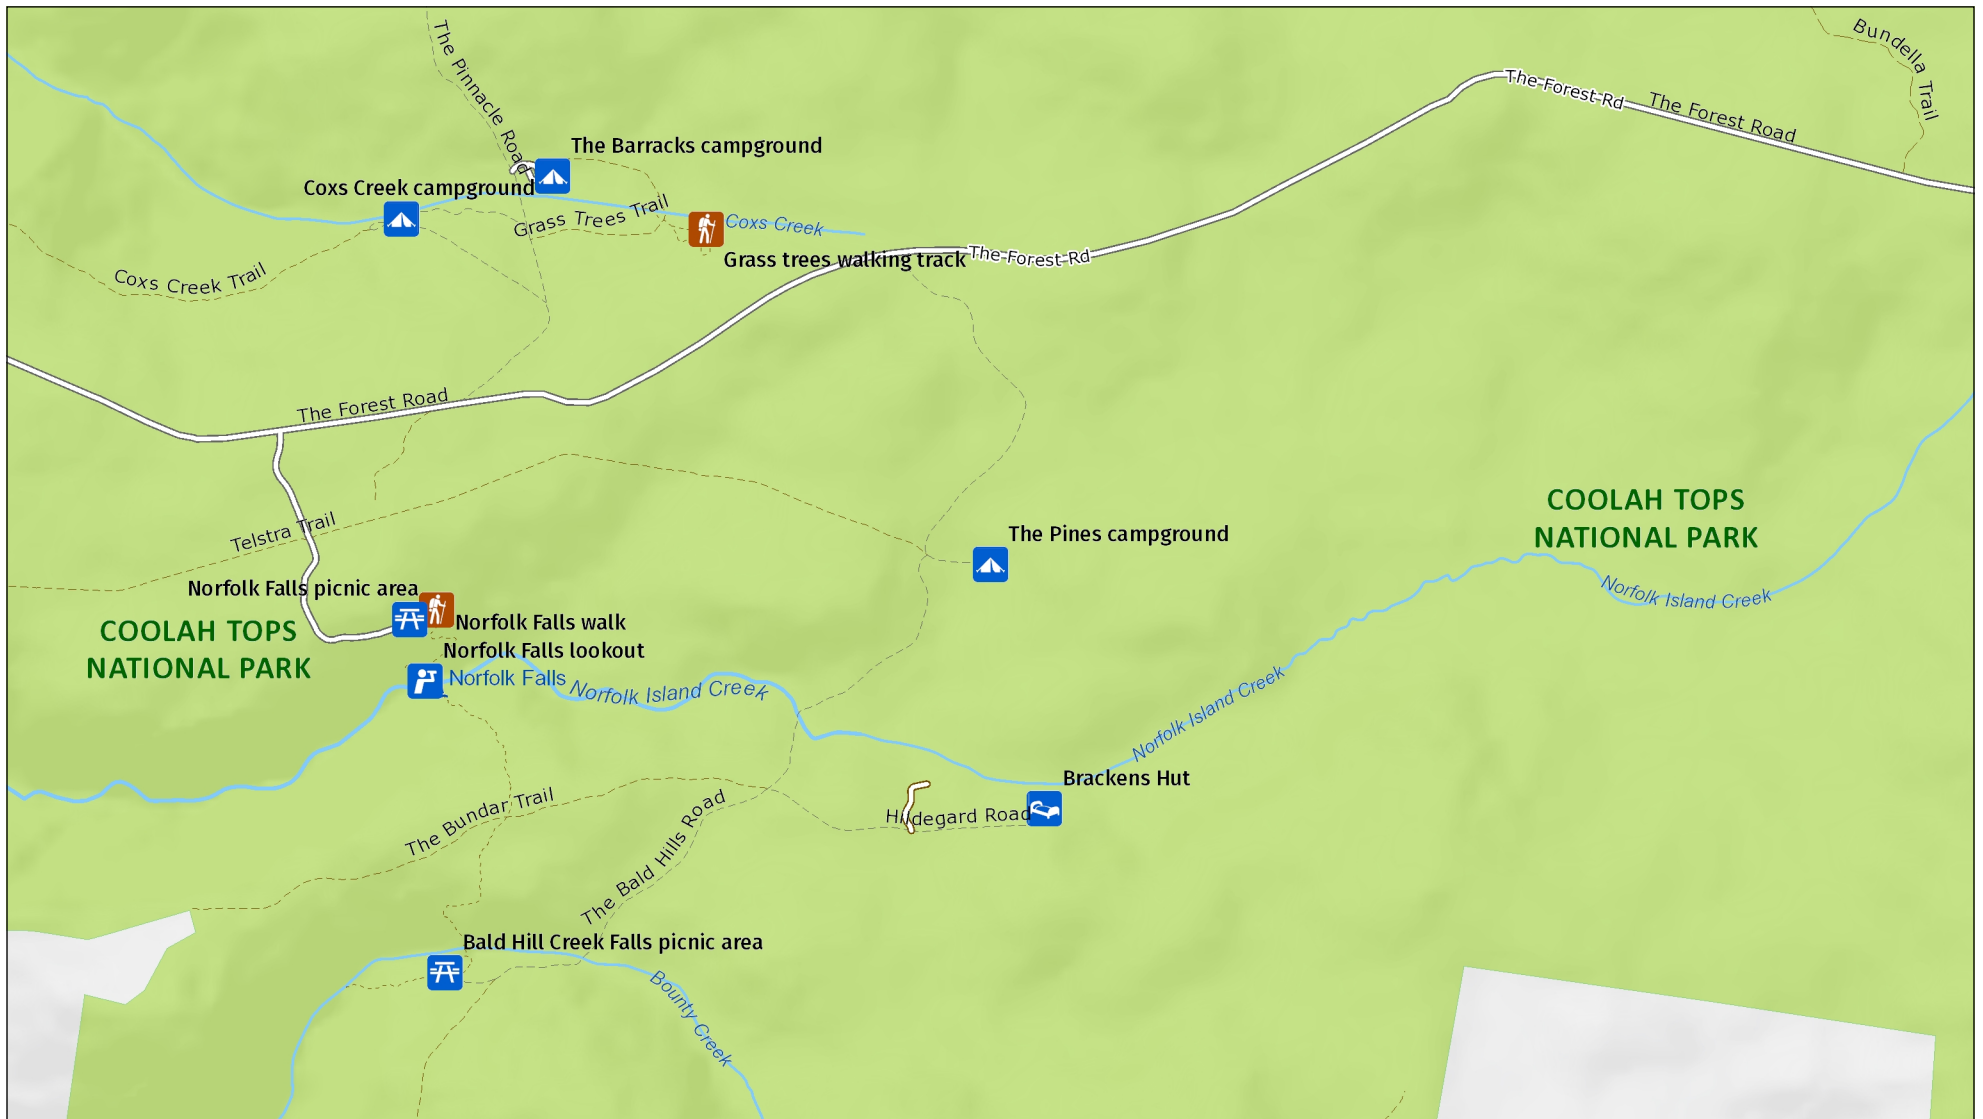 The Pinnacle Road
Bundella Trail
The Forest Rd
The Forest Road
The Barracks campground
Coxs Creek campground
Grass Trees Trail
Coxs Creek
Grass trees walking track
The Forest Rd
Coxs Creek Trail
The Forest Road
COOLAH TOPS
NATIONAL PARK
Telstra Trail
The Pines campground
Norfolk Falls picnic area
Norfolk Island Creek
COOLAH TOPS
NATIONAL PARK
Norfolk Falls walk
Norfolk Falls lookout
Norfolk Falls
Norfolk Island Creek
Norfolk Island Creek
Brackens Hut
Hildegard Road
The Bundar Trail
The Bald Hills Road
Bald Hill Creek Falls picnic area
Bounty Creek